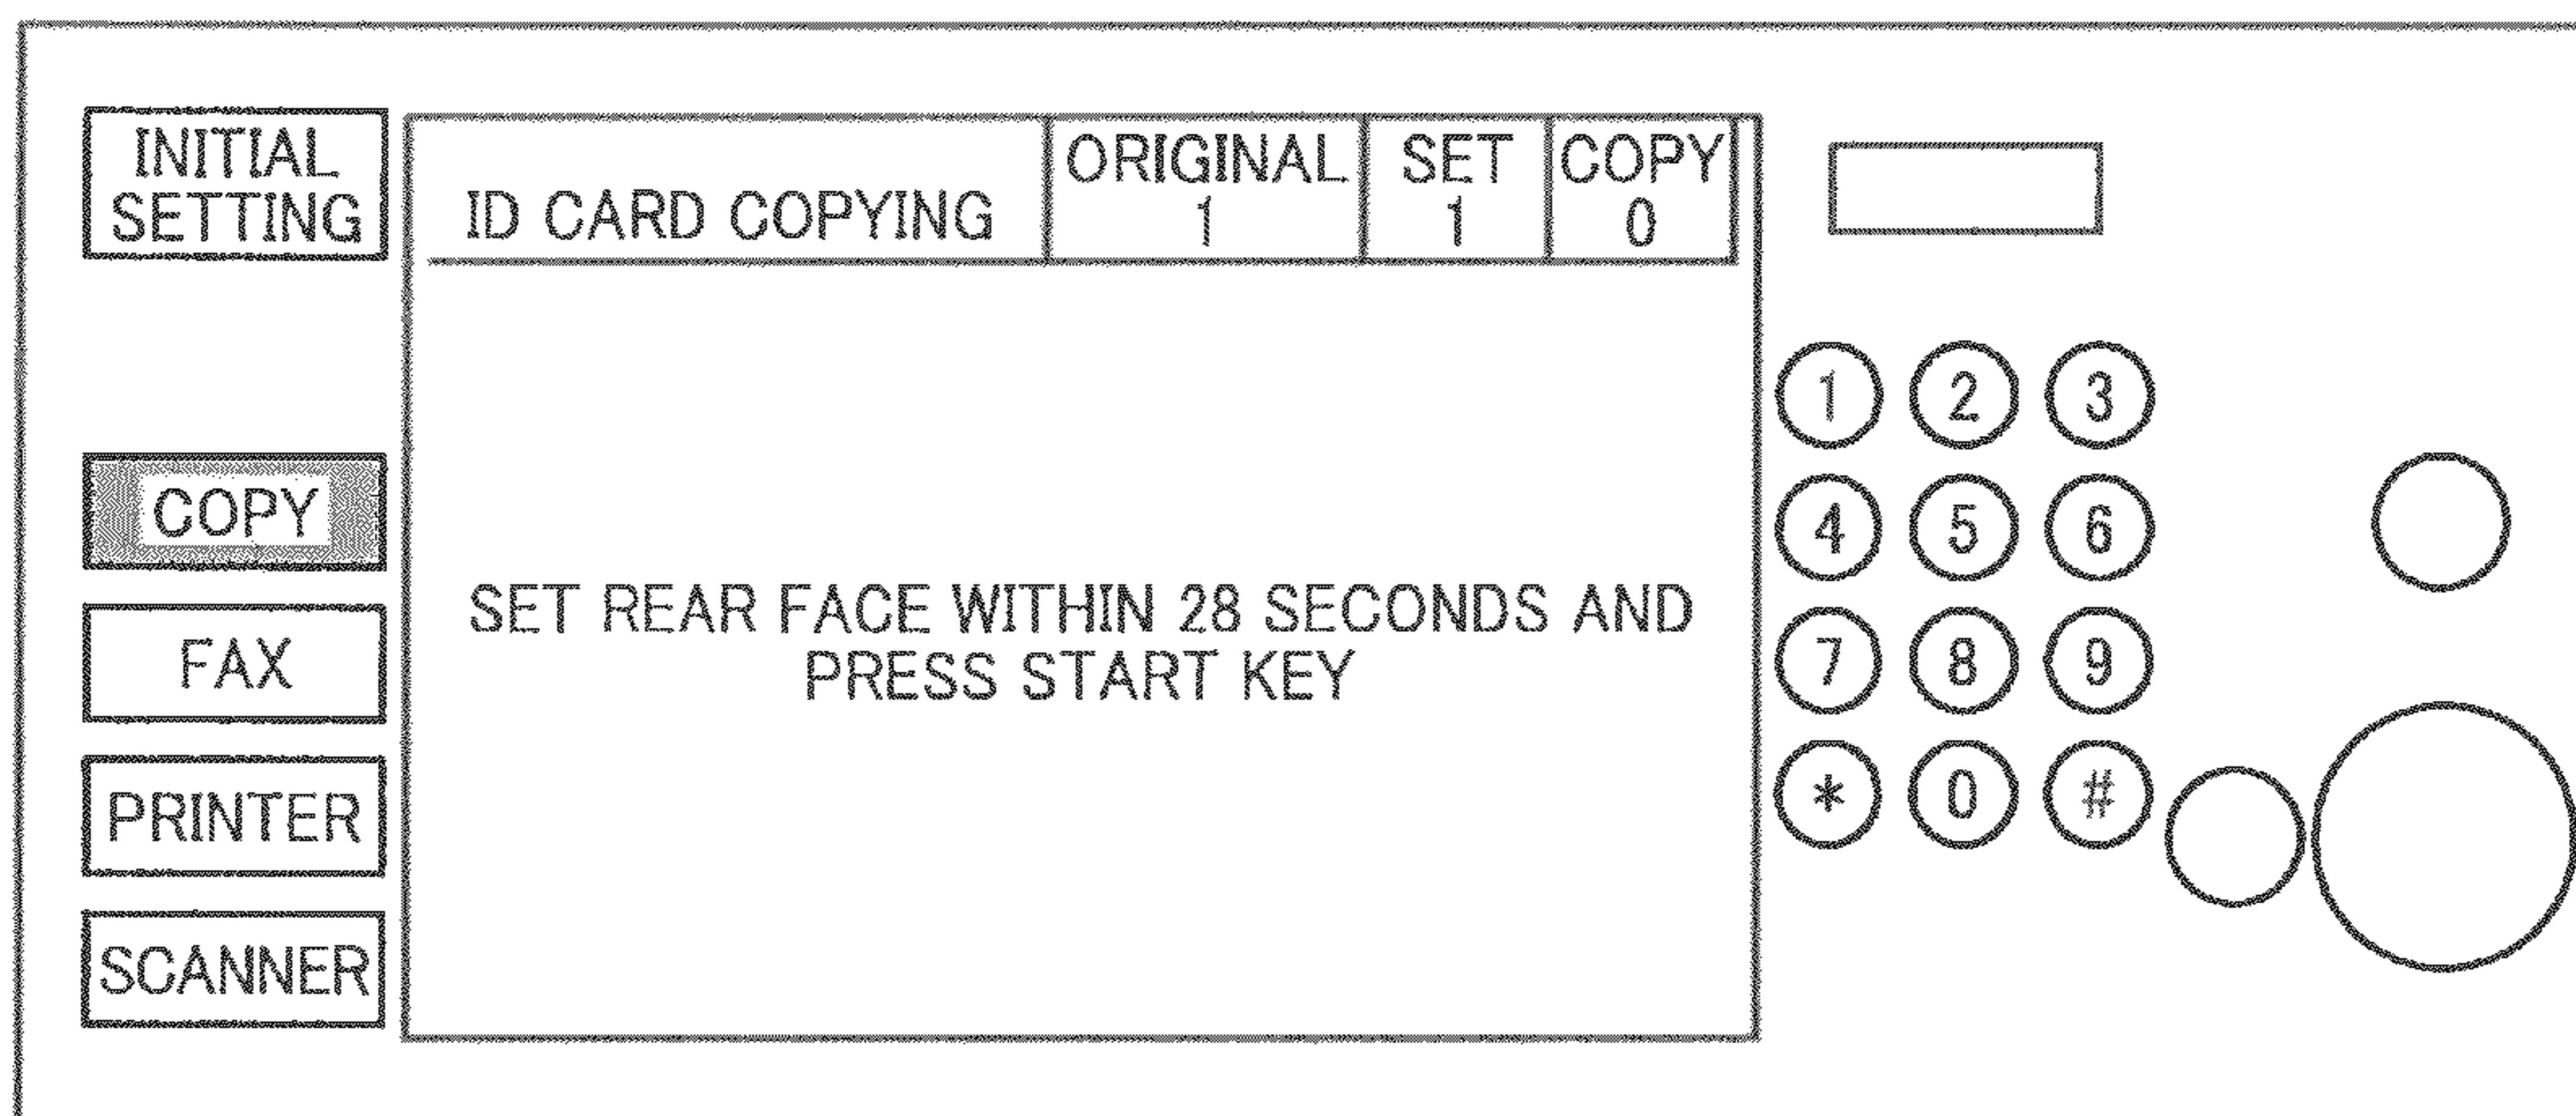 INITIAL
SETTING
COPY
FAX
PRINTER
SCANNER
ID CARD COPYING
ORIGINAL
1
SET
1
COPY
0
SET REAR FACE WITHIN 28 SECONDS AND
PRESS START KEY
1 2 3
4 5 6
7 8 9
* 0 #